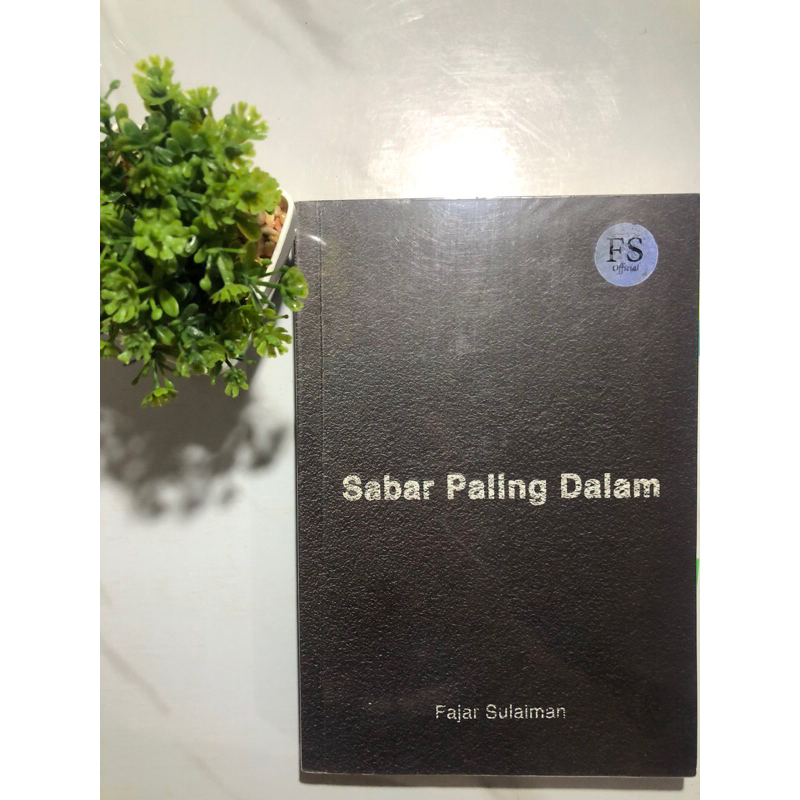 FS
Official
Sabar Paling Dalam
Fajar Sulaiman